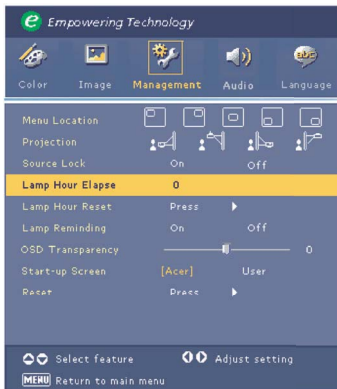 e Empowering Technology
Color Image Management Audio abc Language
Menu Location
Projection
Source Lock On Off
Lamp Hour Elapse 0
Lamp Hour Reset Press
Lamp Reminding On Off
OSD Transparency 0
Start-up Screen [Acer] User
Reset Press
Select feature Adjust setting
MENU Return to main menu